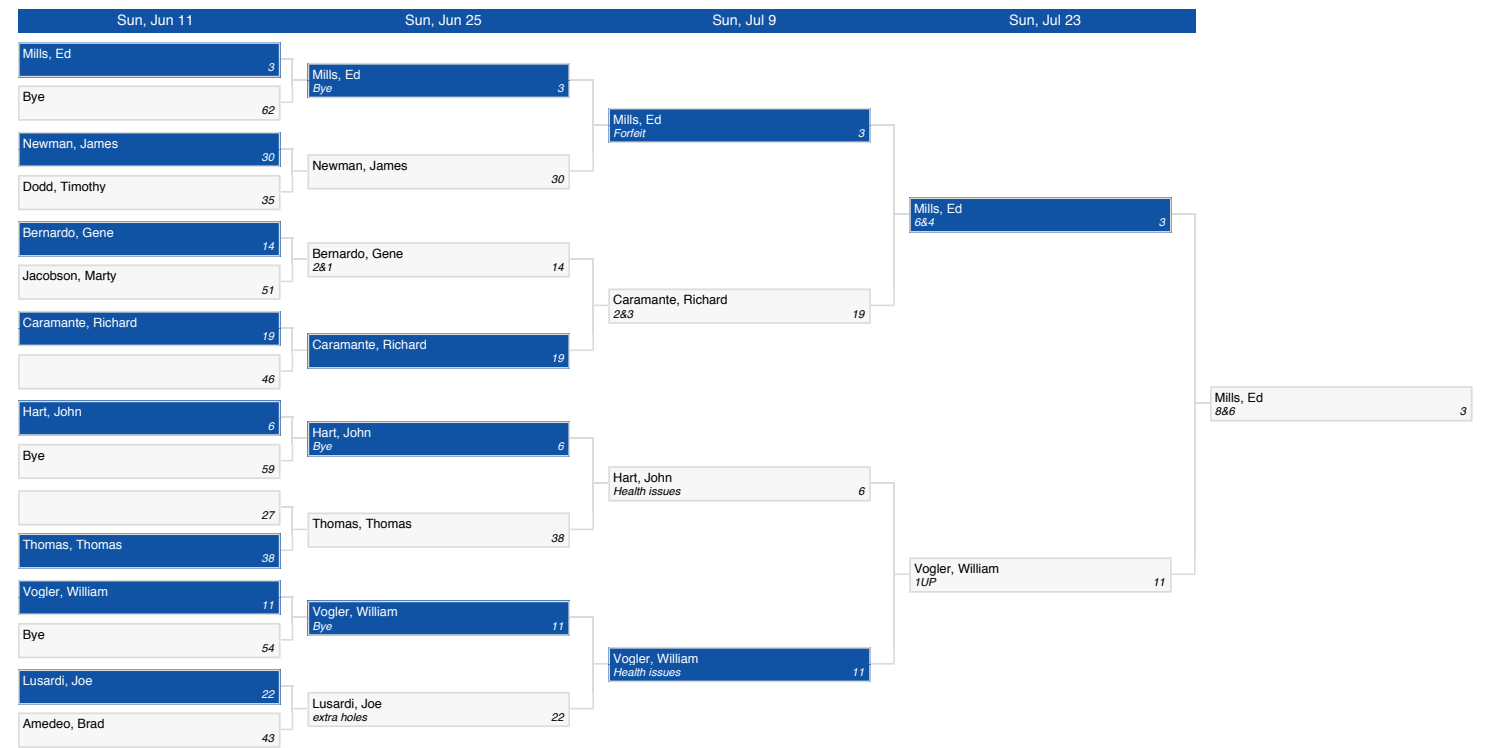 Sun, Jun 11
Sun, Jun 25
Sun, Jul 9
Sun, Jul 23
Mills, Ed
3
Bye
62
Newman, James
30
Dodd, Timothy
35
Bernardo, Gene
14
Jacobson, Marty
51
Caramante, Richard
19
46
Hart, John
6
Bye
59
27
Thomas, Thomas
38
Vogler, William
11
Bye
54
Lusardi, Joe
22
Amedeo, Brad
43
Mills, Ed
Bye 3
Newman, James
30
Bernardo, Gene
2&1 14
Caramante, Richard
19
Hart, John
Bye 6
Thomas, Thomas
38
Vogler, William
Bye 11
Lusardi, Joe
extra holes 22
Mills, Ed
Forfeit 3
Caramante, Richard
2&3 19
Hart, John
Health issues 6
Vogler, William
Health issues 11
Mills, Ed
6&4 3
Vogler, William
1UP 11
Mills, Ed
8&6 3